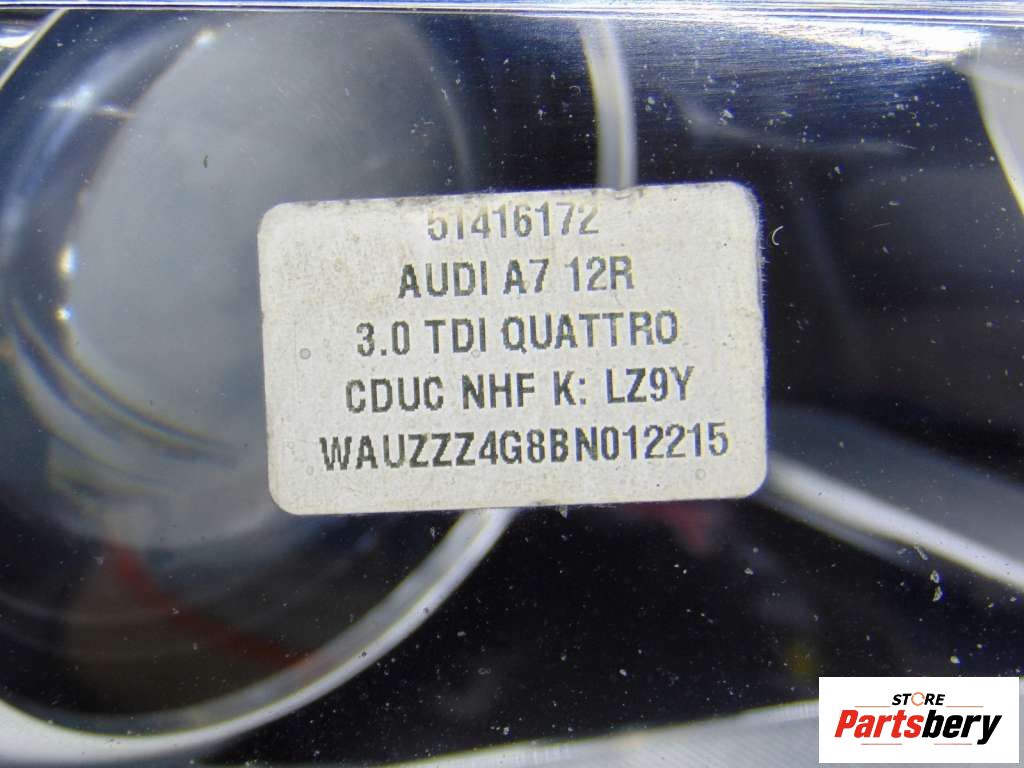 51416172
AUDI A7 12R
3.0 TDI QUATTRO
CDUC NHF K: LZ9Y
WAUZZZ4G8BN012215
STORE
Partsbery